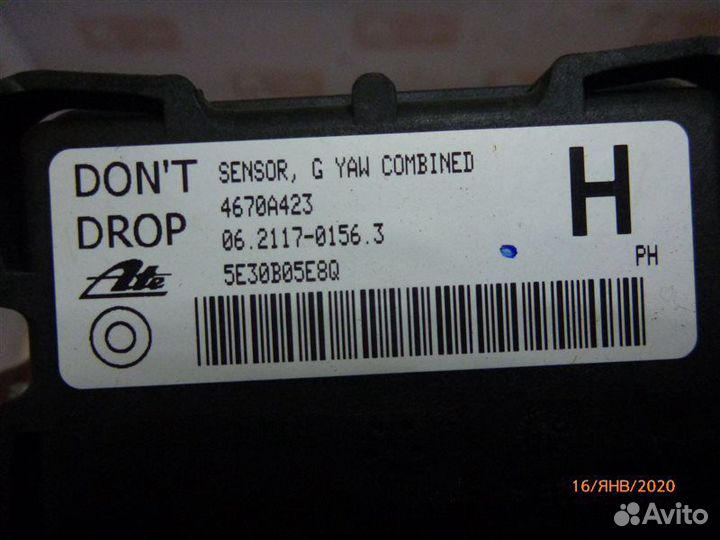 DON'T
DROP
Ate
SENSOR, G YAW COMBINED
4670A423
06.2117-0156.3
5E30B05E8Q
H
PH
16/ЯНВ/2020
Avito